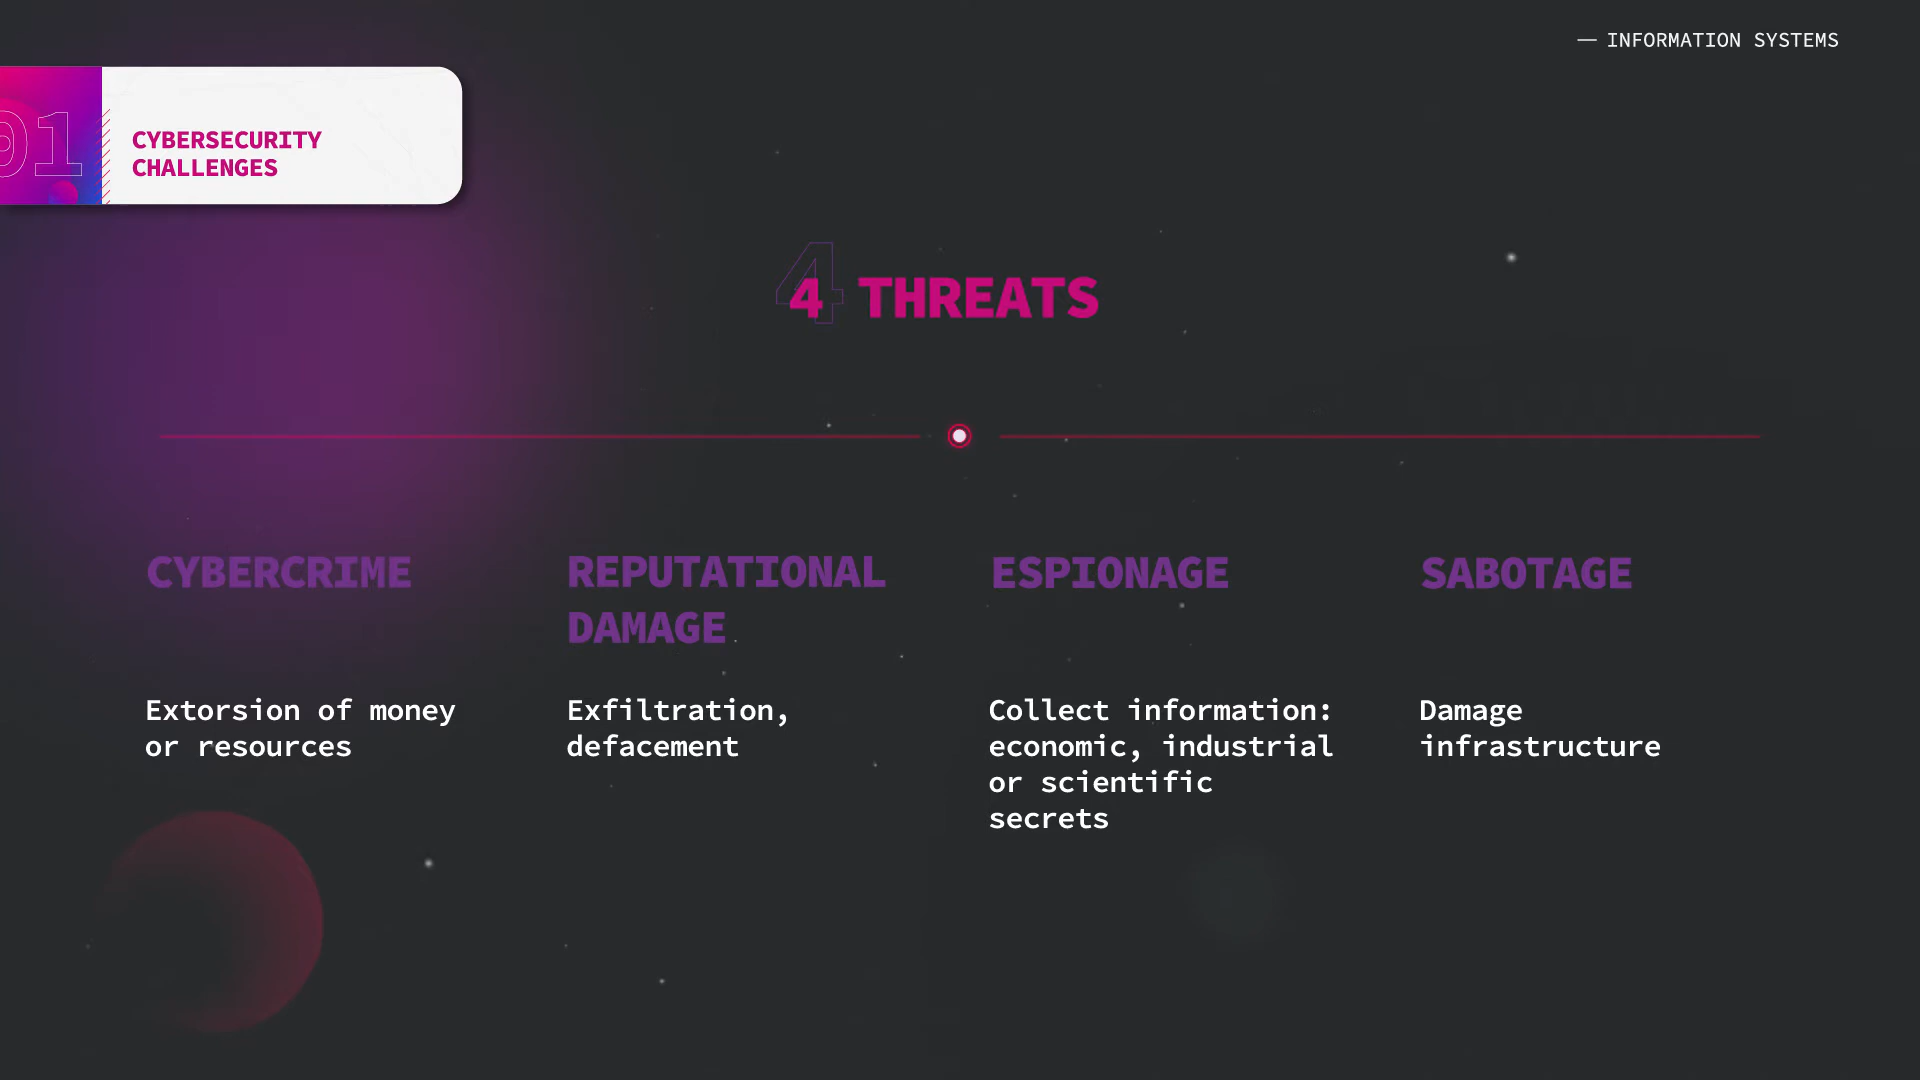 — INFORMATION SYSTEMS
01
CYBERSECURITY
CHALLENGES
4
4 THREATS
CYBERCRIME
Extorsion of money
or resources
REPUTATIONAL
DAMAGE
Exfiltration,
defacement
ESPIONAGE
Collect information:
economic, industrial
or scientific
secrets
SABOTAGE
Damage
infrastructure